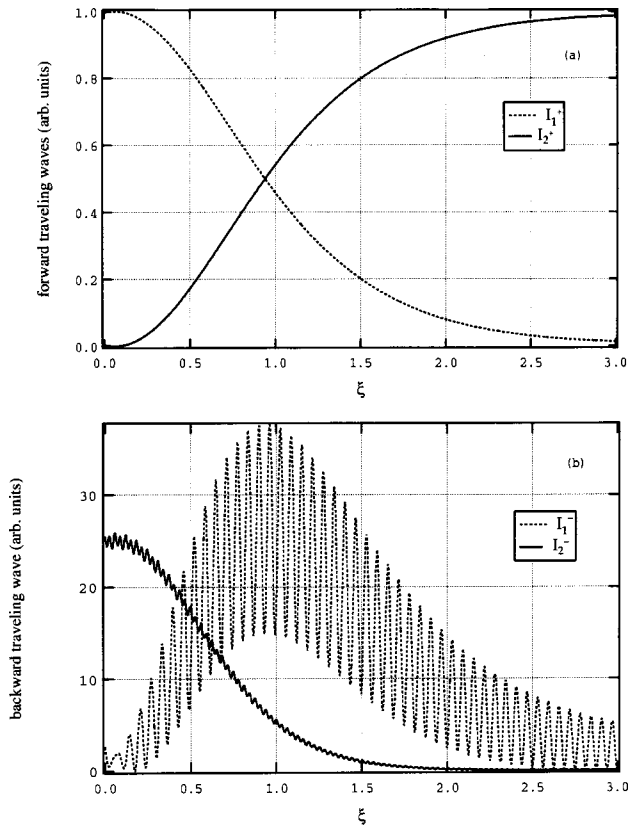 forward traveling waves (arb. units)
1.0
0.8
0.6
0.4
0.2
0.0
(a)
I₁⁺
I₂⁺
0.0 0.5 1.0 1.5 2.0 2.5 3.0
ξ
backward traveling wave (arb. units)
30
20
10
0
(b)
I₁⁻
I₂⁻
0.0 0.5 1.0 1.5 2.0 2.5 3.0
ξ